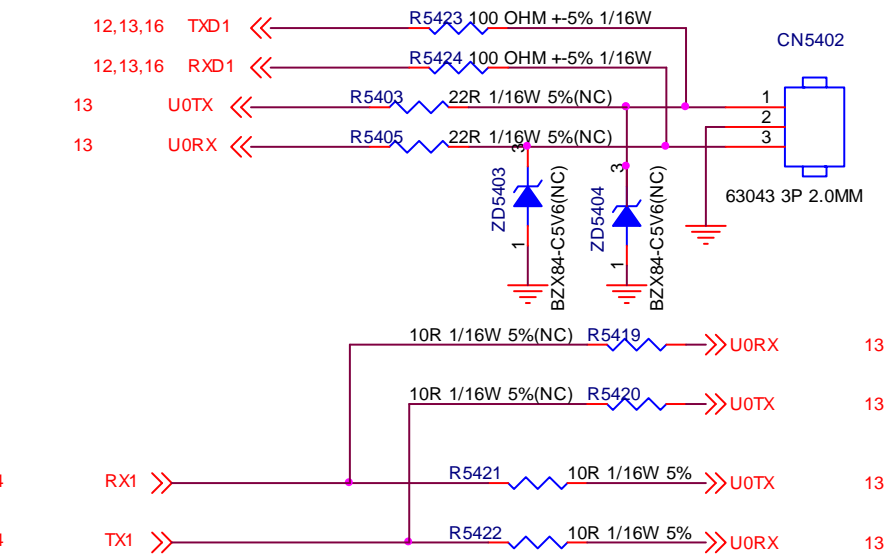 12,13,16 TXD1 R5423 100 OHM +-5% 1/16W
CN5402
12,13,16 RXD1 R5424 100 OHM +-5% 1/16W
13 U0TX R5403 22R 1/16W 5%(NC) 1
2
13 U0RX R5405 22R 1/16W 5%(NC) 3
3 3
ZD5403 BZX84-C5V6(NC) ZD5404 BZX84-C5V6(NC)
63043 3P 2.0MM
1 1
10R 1/16W 5%(NC) R5419 U0RX 13
10R 1/16W 5%(NC) R5420 U0TX 13
4 RX1 R5421 10R 1/16W 5% U0TX 13
4 TX1 R5422 10R 1/16W 5% U0RX 13